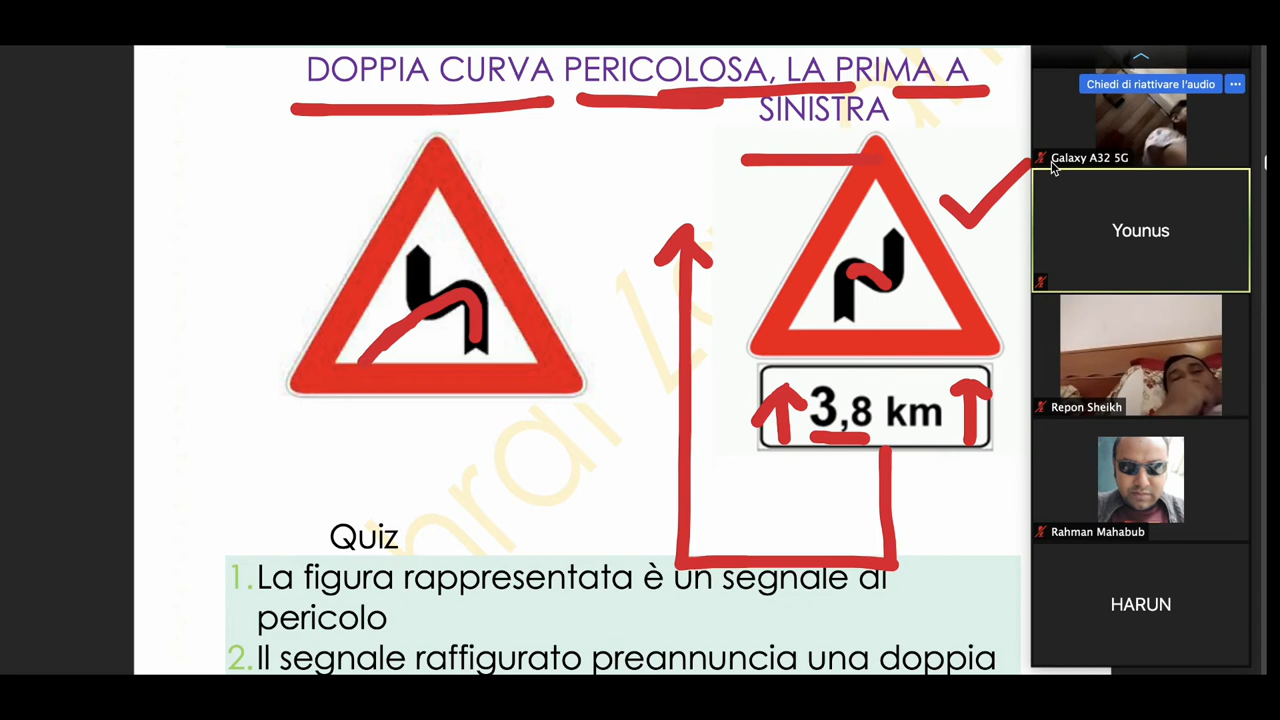 DOPPIA CURVA PERICOLOSA, LA PRIMA A
SINISTRA
3,8 km
Quiz
1. La figura rappresentata è un segnale di
pericolo
2. Il segnale raffigurato preannuncia una doppia
Chiedi di riattivare l'audio
Galaxy A32 5G
Younus
Repon Sheikh
Rahman Mahabub
HARUN